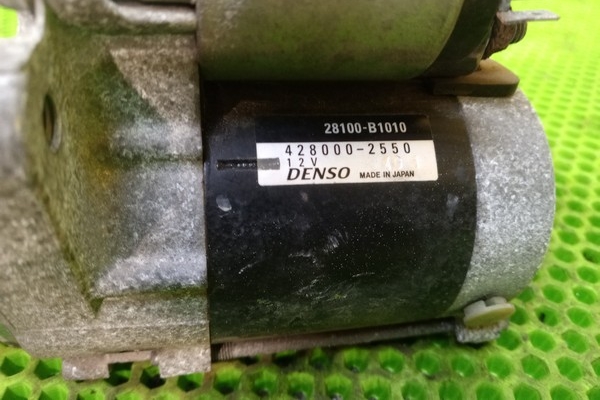 28100-B1010
428000-2550
12V
DENSO MADE IN JAPAN